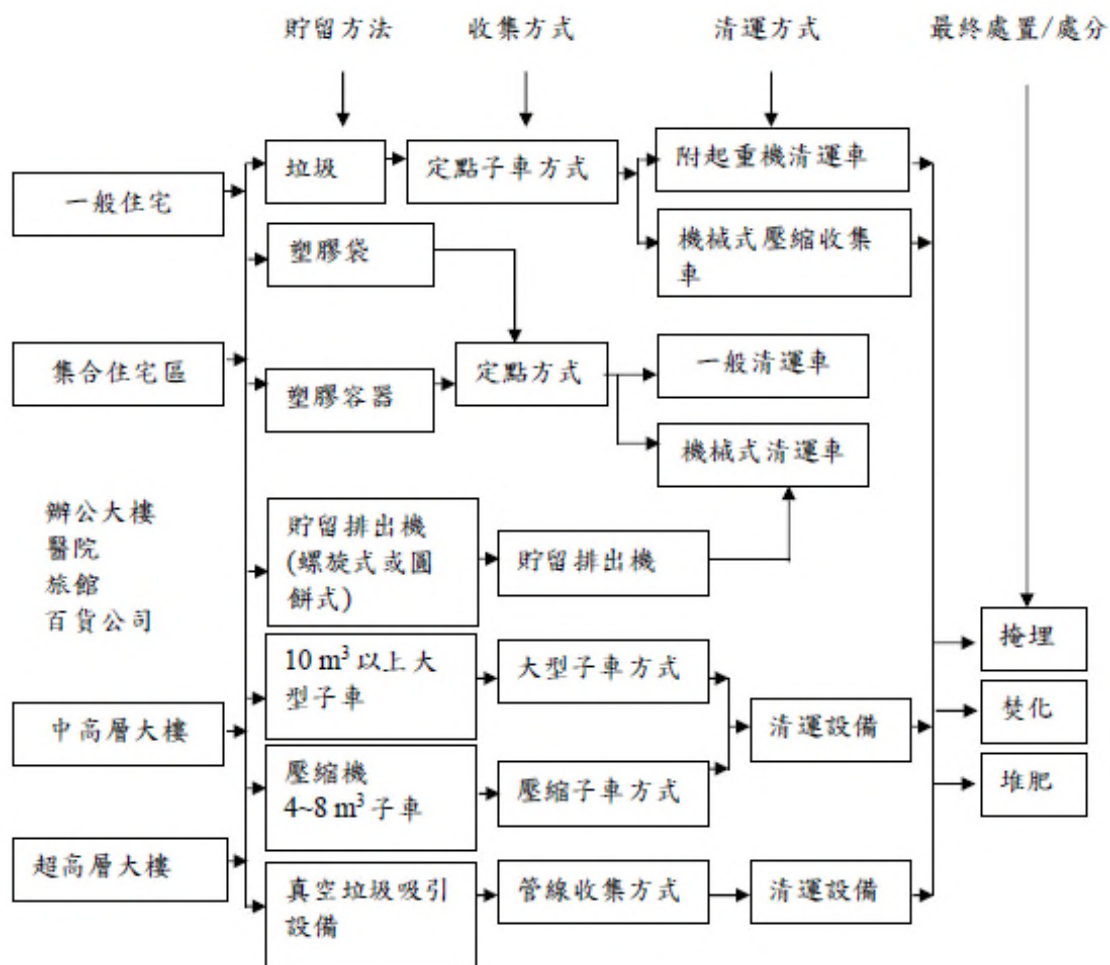 貯留方法
收集方式
清運方式
最終處置/處分
一般住宅
集合住宅區
辦公大樓
醫院
旅館
百貨公司
中高層大樓
超高層大樓
垃圾
塑膠袋
塑膠容器
貯留排出機
(螺旋式或圓
餅式)
10 m³ 以上大
型子車
壓縮機
4~8 m³ 子車
真空垃圾吸引
設備
定點子車方式
定點方式
貯留排出機
大型子車方式
壓縮子車方式
管線收集方式
附起重機清運車
機械式壓縮收集
車
一般清運車
機械式清運車
清運設備
清運設備
掩埋
焚化
堆肥